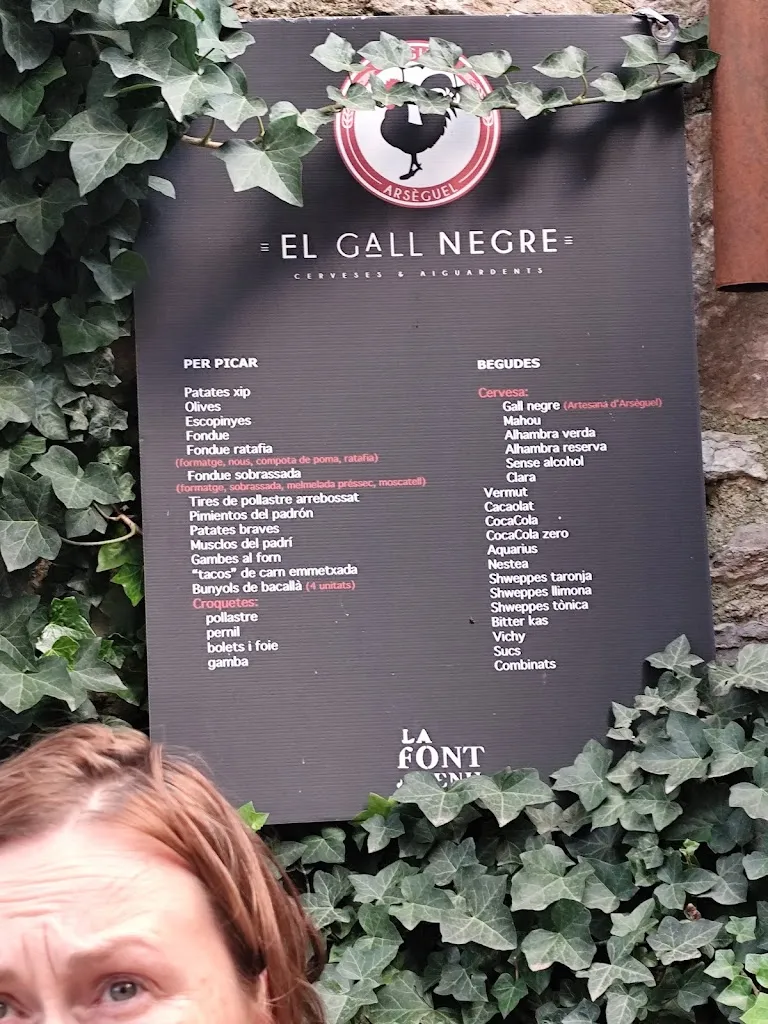 ARSÈGUEL
EL GALL NEGRE
CERVESES & AIGUARDENTS
PER PICAR
Patates xip
Olives
Escopinyes
Fondue
Fondue ratafia
(formatge, nous, compota de poma, ratafia)
Fondue sobrassada
(formatge, sobrassada, melmelada préssec, moscatell)
Tires de pollastre arrebossat
Pimientos del padrón
Patates braves
Musclos del padrí
Gambes al forn
"tacos" de carn emmetxada
Bunyols de bacallà (4 unitats)
Croquetes:
pollastre
pernil
bolets i foie
gamba
BEGUDES
Cervesa:
Gall negre (Artesana d'Arsèguel)
Mahou
Alhambra verda
Alhambra reserva
Sense alcohol
Clara
Vermut
Cacaolat
CocaCola
CocaCola zero
Aquarius
Nestea
Shweppes taronja
Shweppes llimona
Shweppes tònica
Bitter kas
Vichy
Sucs
Combinats
LA
FONT